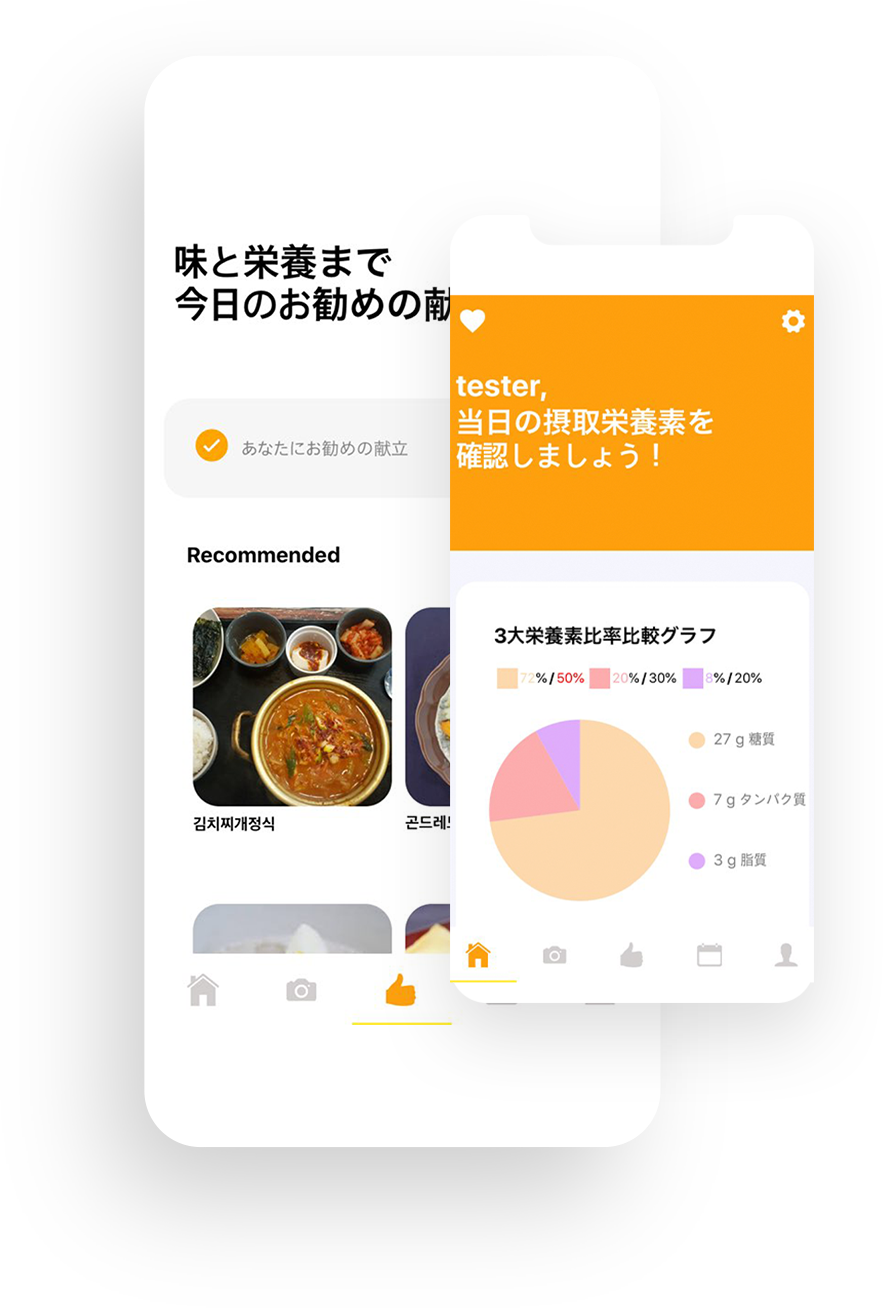 味と栄養まで
今日のお勧めの
あなたにお勧めの献立
Recommended
김치찌개정식
곤드레
tester,
当日の摂取栄養素を
確認しましょう！
3大栄養素比率比較グラフ
72%/50% 20%/30% 8%/20%
27 g 糖質
7 g タンパク質
3 g 脂質